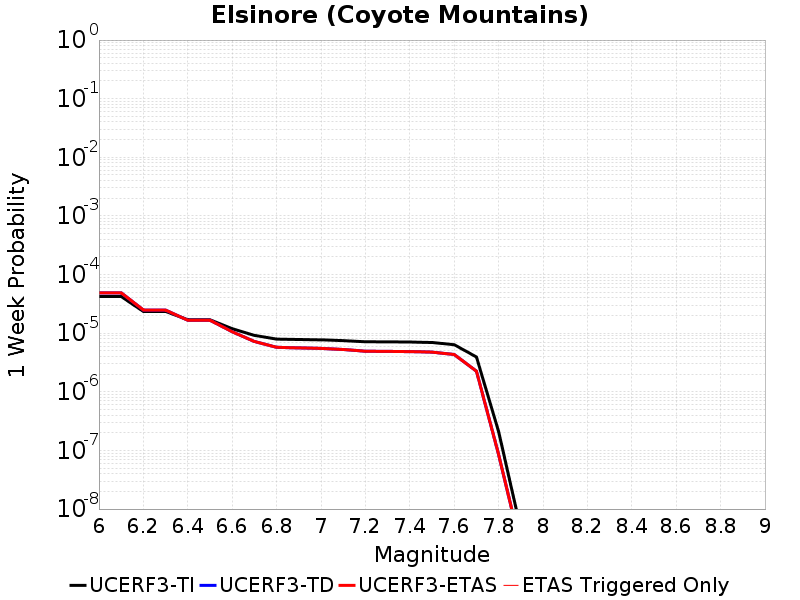 Elsinore (Coyote Mountains)
1 Week Probability
10^0
10^-1
10^-2
10^-3
10^-4
10^-5
10^-6
10^-7
10^-8
6 6.2 6.4 6.6 6.8 7 7.2 7.4 7.6 7.8 8 8.2 8.4 8.6 8.8 9
Magnitude
UCERF3-TI UCERF3-TD UCERF3-ETAS ETAS Triggered Only